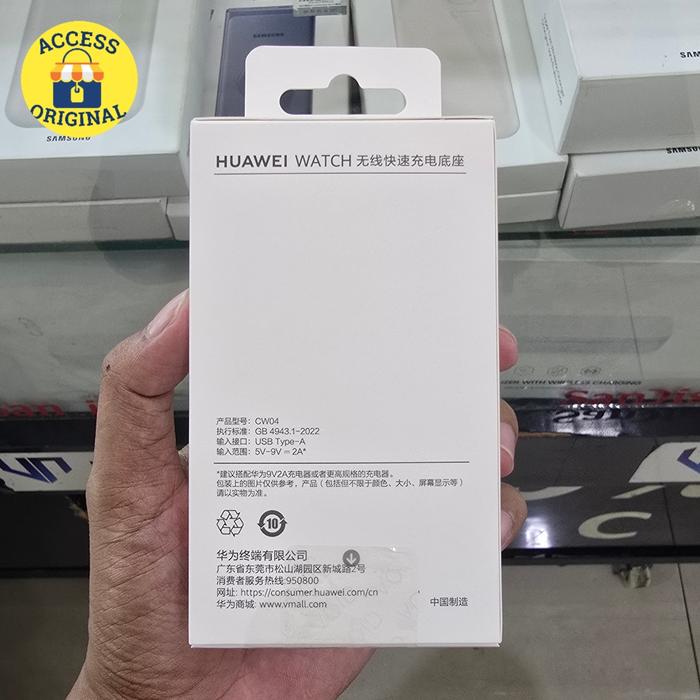 ACCESS
ORIGINAL
SAMSUNG
SAMSUNG
HUAWEI WATCH 无线快速充电底座
SanDis
产品型号: CW04
执行标准: GB 4943.1-2022
输入接口: USB Type-A
输入范围: 5V-9V ⎓ 2A*
*建议搭配华为9V2A充电器或者更高规格的充电器。
包装上的图片仅供参考，产品（包括但不限于颜色、大小、屏幕显示等）
请以实物为准。
10
华为终端有限公司
广东省东莞市松山湖园区新城路2号
消费者服务热线:950800
网址: https://consumer.huawei.com/cn
华为商城: www.vmall.com
中国制造